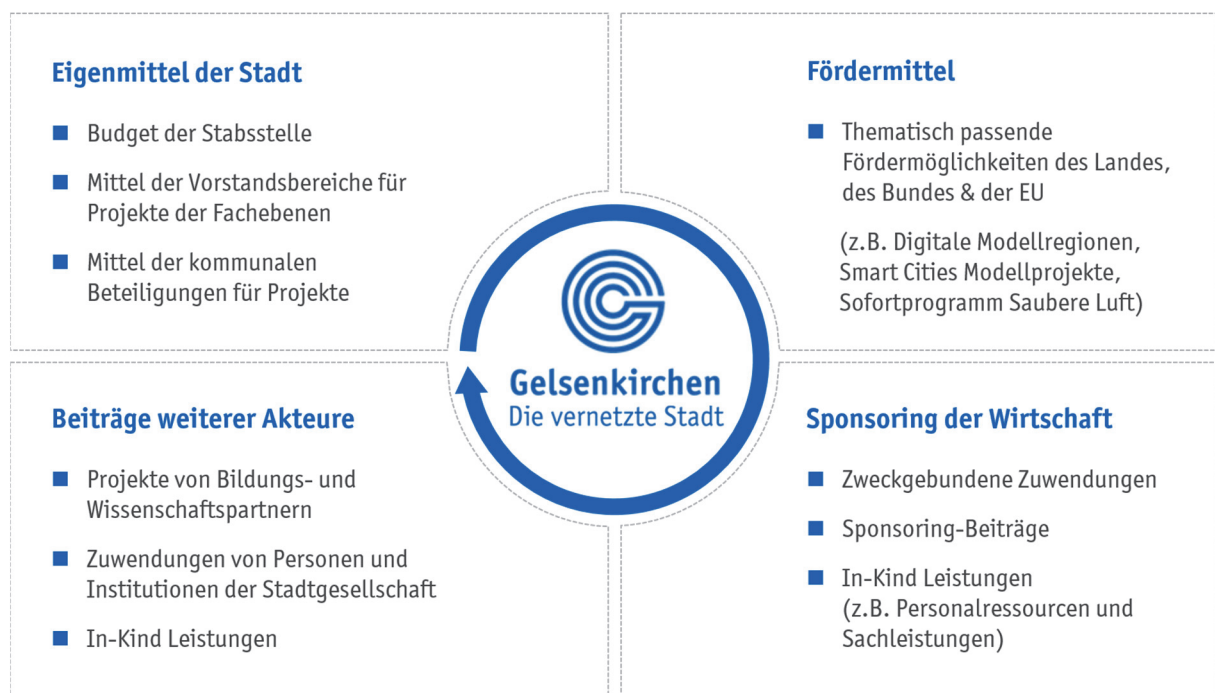 Eigenmittel der Stadt
Budget der Stabsstelle
Mittel der Vorstandsbereiche für
Projekte der Fachebenen
Mittel der kommunalen
Beteiligungen für Projekte
Fördermittel
Thematisch passende
Fördermöglichkeiten des Landes,
des Bundes & der EU
(z.B. Digitale Modellregionen,
Smart Cities Modellprojekte,
Sofortprogramm Saubere Luft)
Gelsenkirchen
Die vernetzte Stadt
Beiträge weiterer Akteure
Projekte von Bildungs- und
Wissenschaftspartnern
Zuwendungen von Personen und
Institutionen der Stadtgesellschaft
In-Kind Leistungen
Sponsoring der Wirtschaft
Zweckgebundene Zuwendungen
Sponsoring-Beiträge
In-Kind Leistungen
(z.B. Personalressourcen und
Sachleistungen)